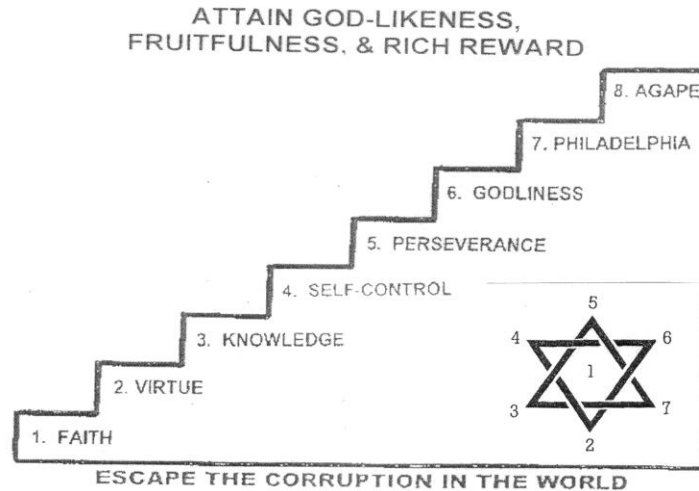 ATTAIN GOD-LIKENESS,
FRUITFULNESS, & RICH REWARD
8. AGAPE
7. PHILADELPHIA
6. GODLINESS
5. PERSEVERANCE
4. SELF-CONTROL
3. KNOWLEDGE
2. VIRTUE
1. FAITH
5
4
6
1
3
7
2
ESCAPE THE CORRUPTION IN THE WORLD